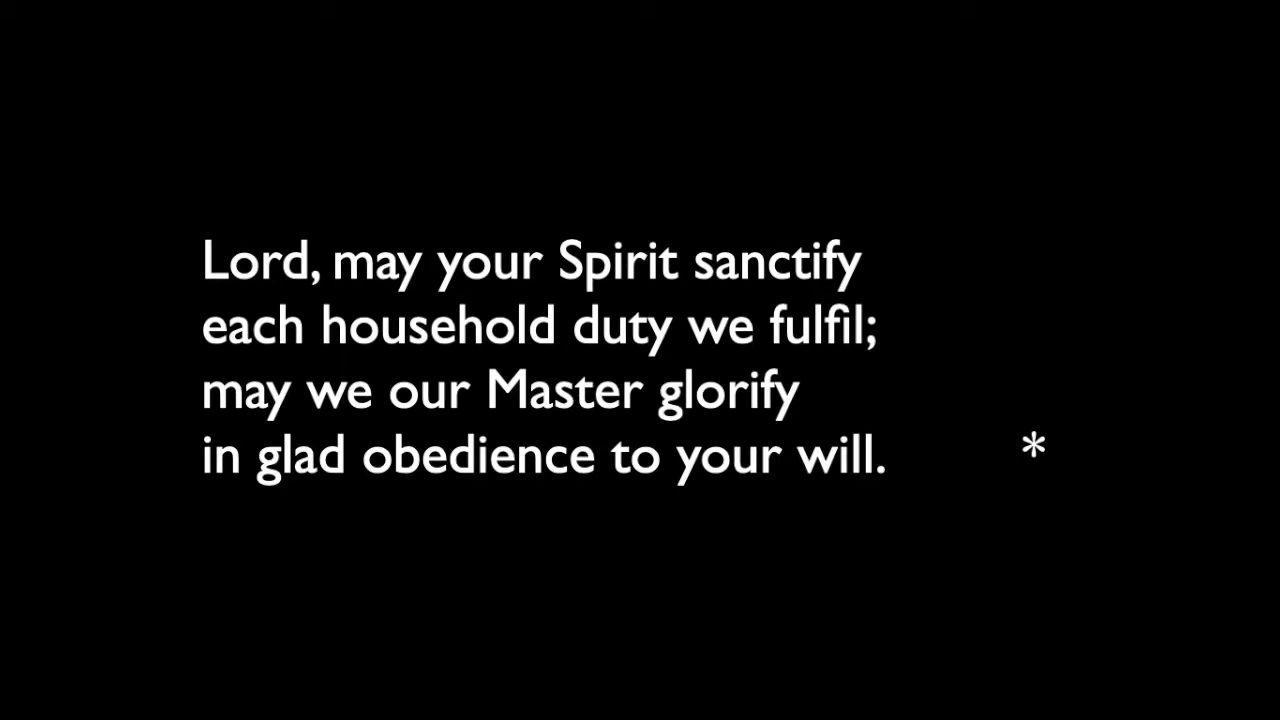 Lord, may your Spirit sanctify
each household duty we fulfil;
may we our Master glorify
in glad obedience to your will. *